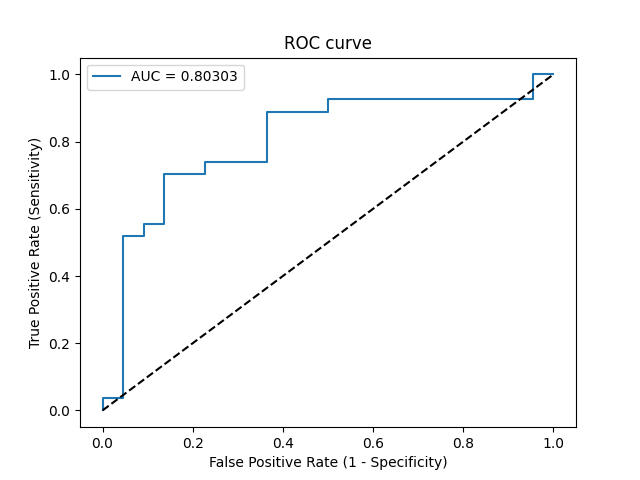 ROC curve
AUC = 0.80303
1.0
0.8
0.6
0.4
0.2
0.0
True Positive Rate (Sensitivity)
0.0 0.2 0.4 0.6 0.8 1.0
False Positive Rate (1 - Specificity)